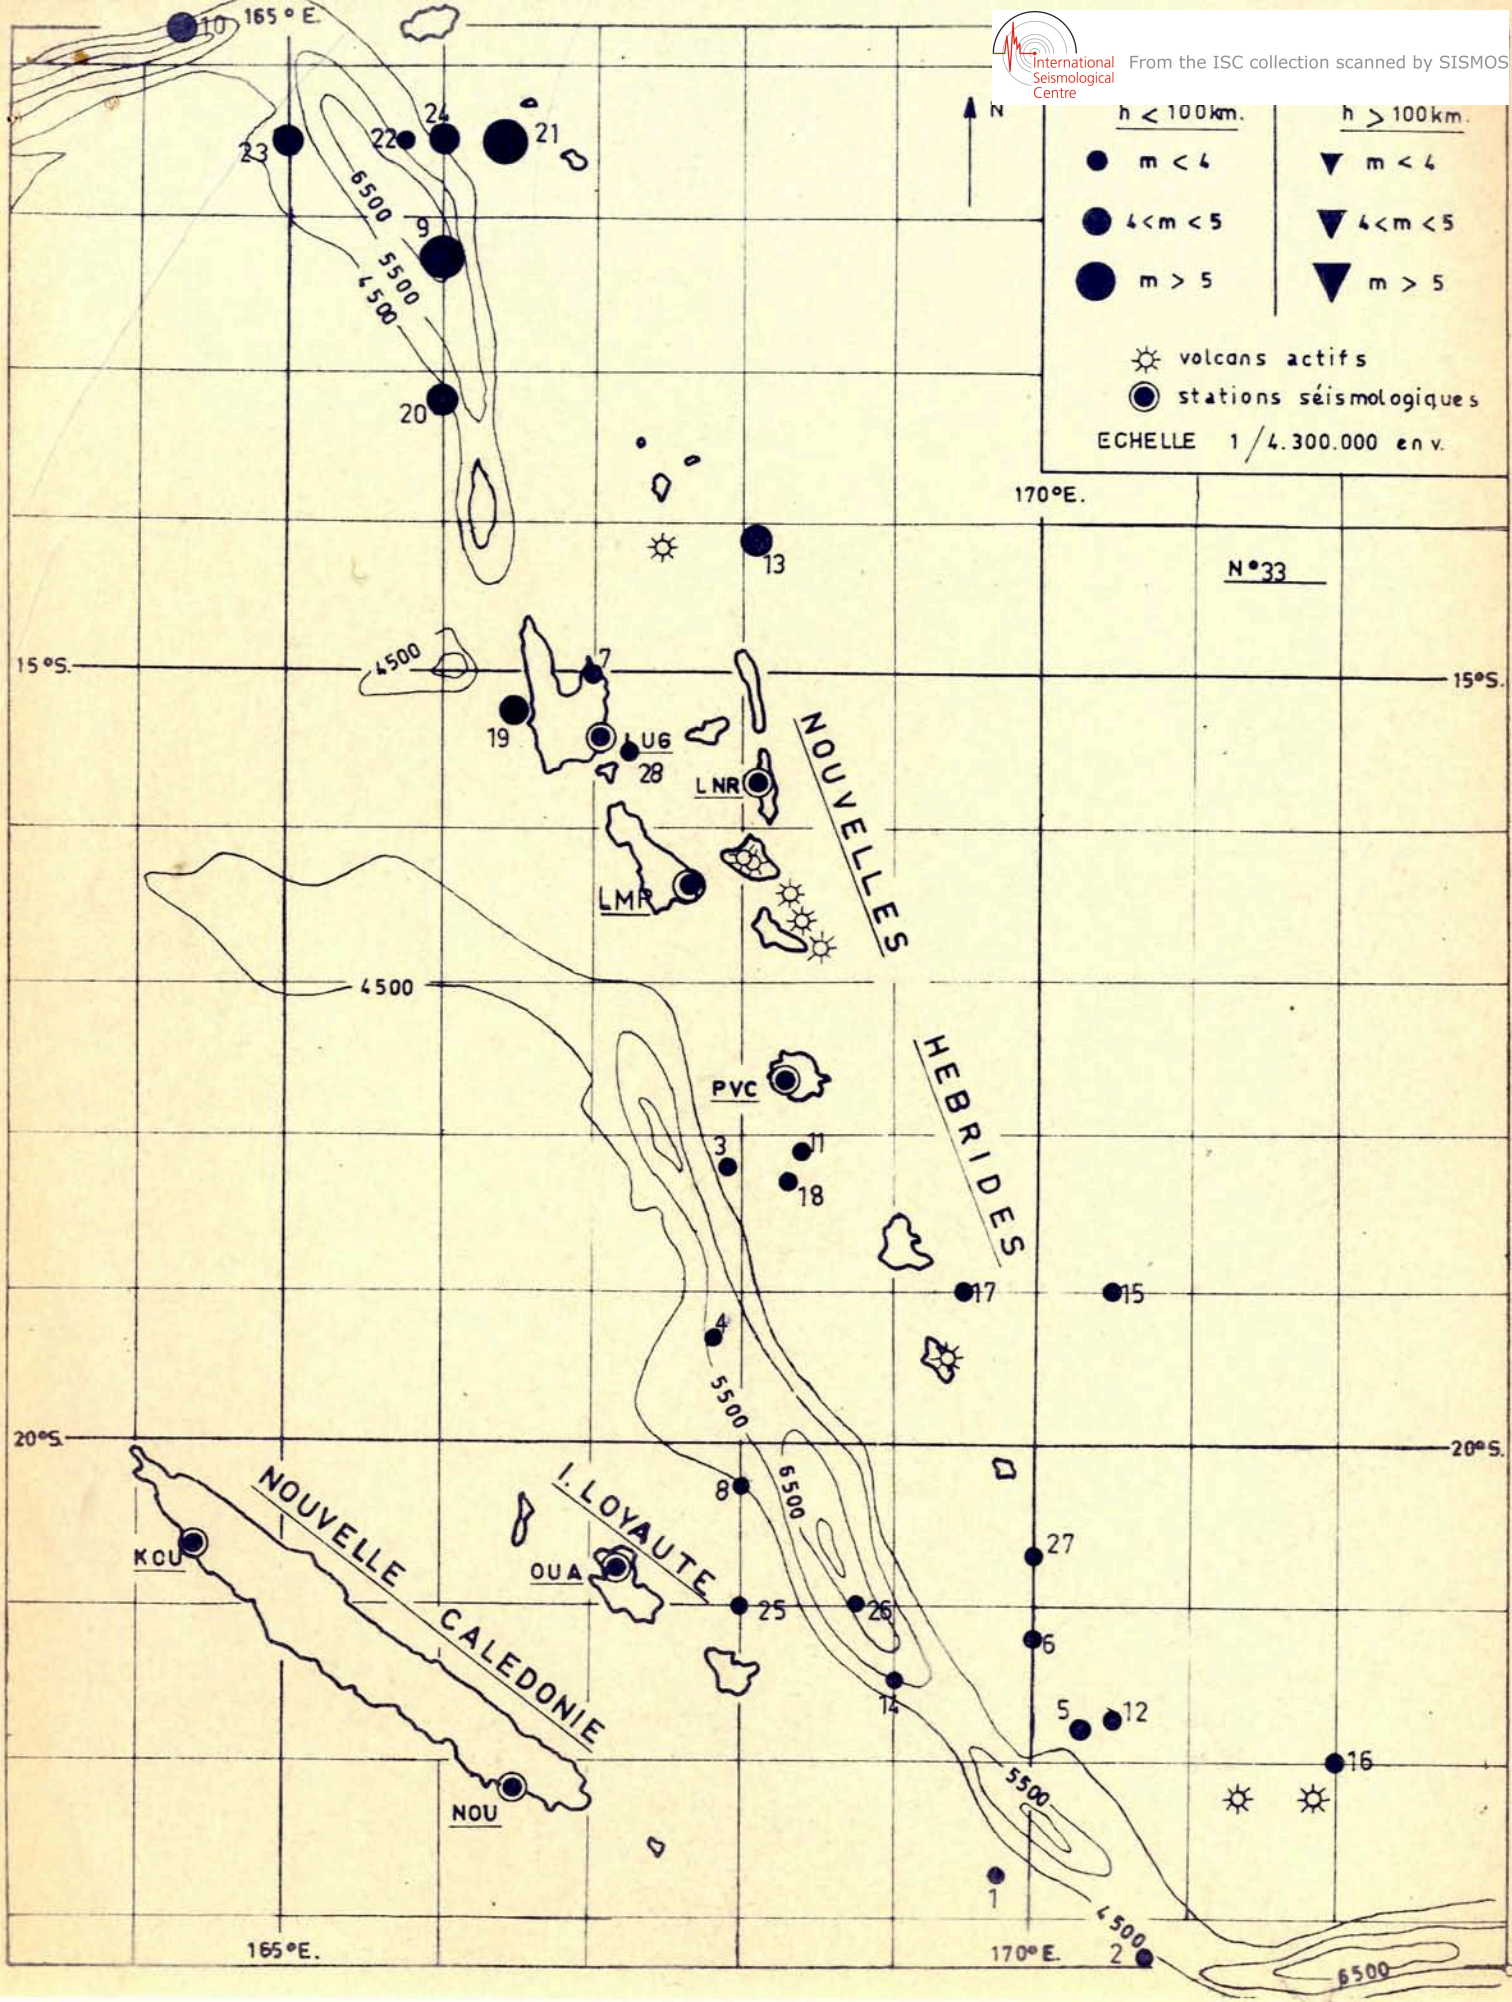 10
165° E.
International
Seismological
Centre
From the ISC collection scanned by SISMOS
N
h < 100km.
h > 100km.
m < 4
m < 4
4<m < 5
4<m < 5
m > 5
m > 5
volcans actifs
stations séismologiques
ECHELLE 1/4.300.000 env.
23
22
24
21
6500
9
5500
4500
20
170°E.
13
N°33
15°S.
4500
7
15°S.
19
LUG
28
LNR
NOUVELLES
LMP
4500
HEBRIDES
PVC
3
11
18
17
15
4
5500
20°S.
20°S.
NOUVELLE CALEDONIE
I. LOYAUTE
8
6500
KOU
OUA
27
25
26
6
14
5
12
16
5500
NOU
1
4500
165°E.
170°E.
2
6500